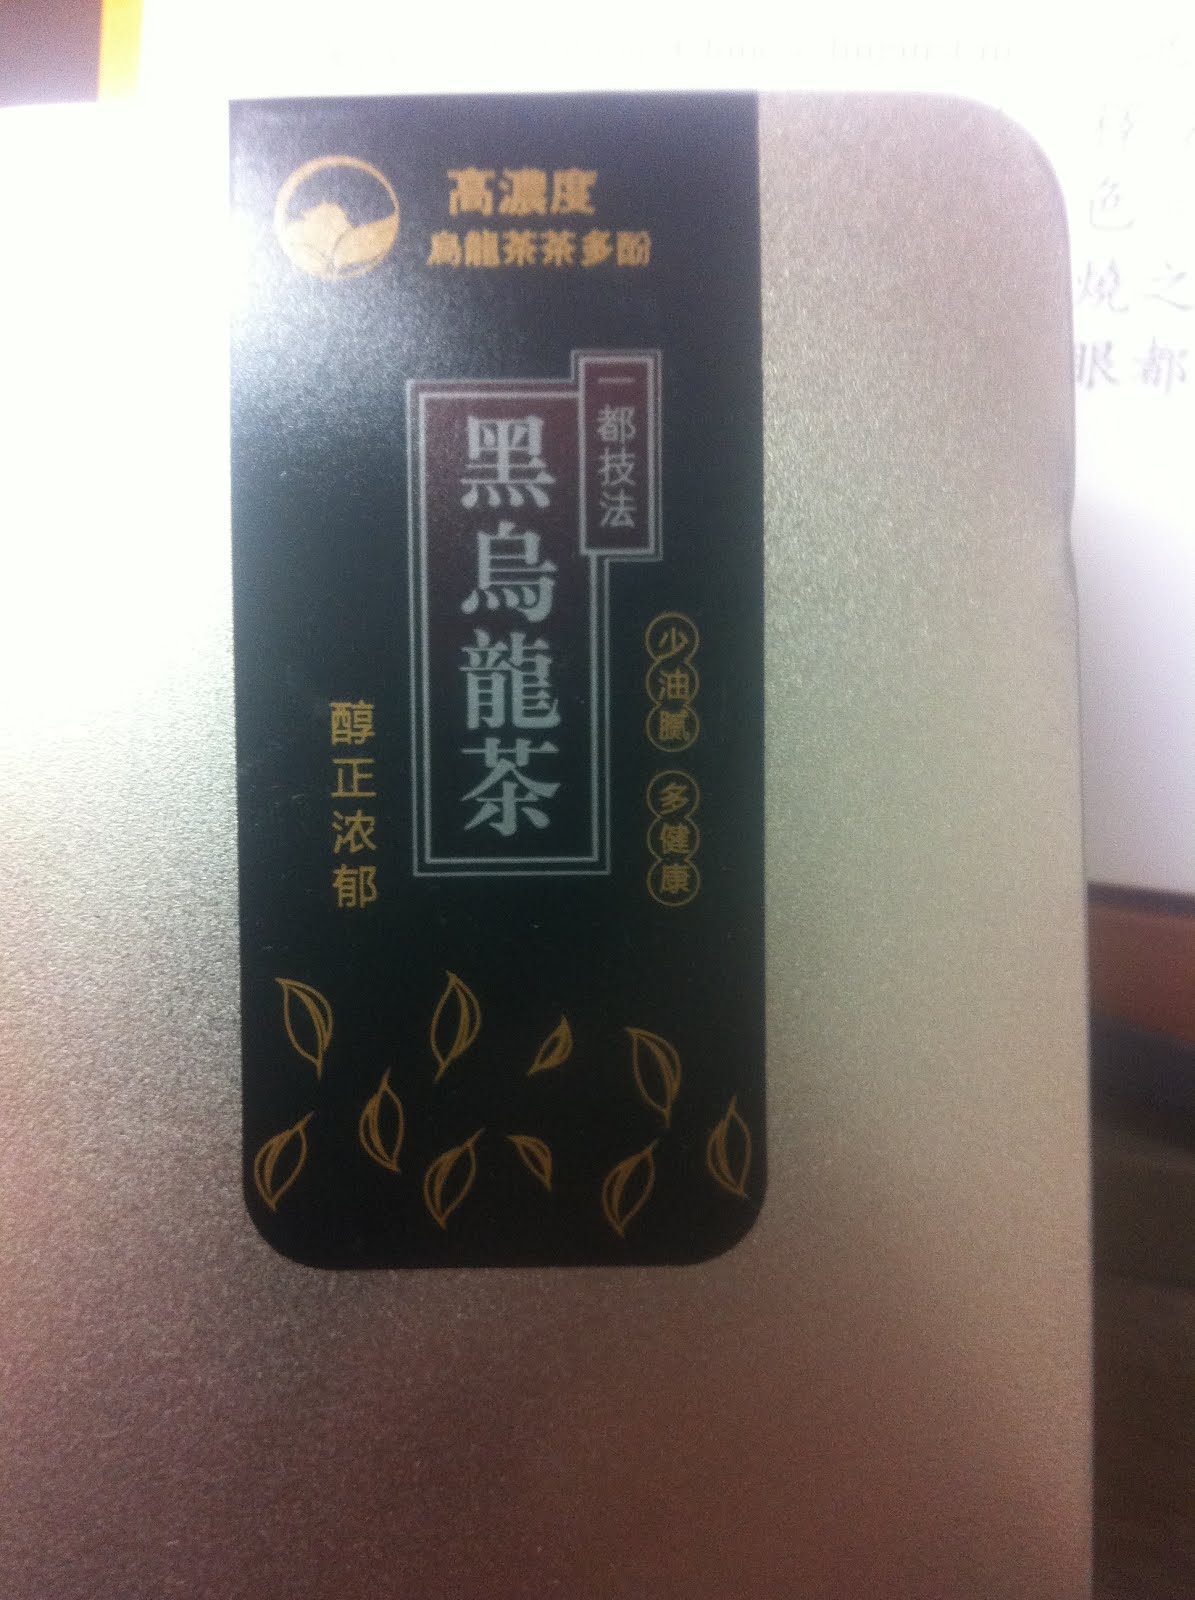 高濃度
烏龍茶茶多酚
一都技法
黑烏龍茶
少油腻
多健康
醇正浓郁
色
燒之
眼都